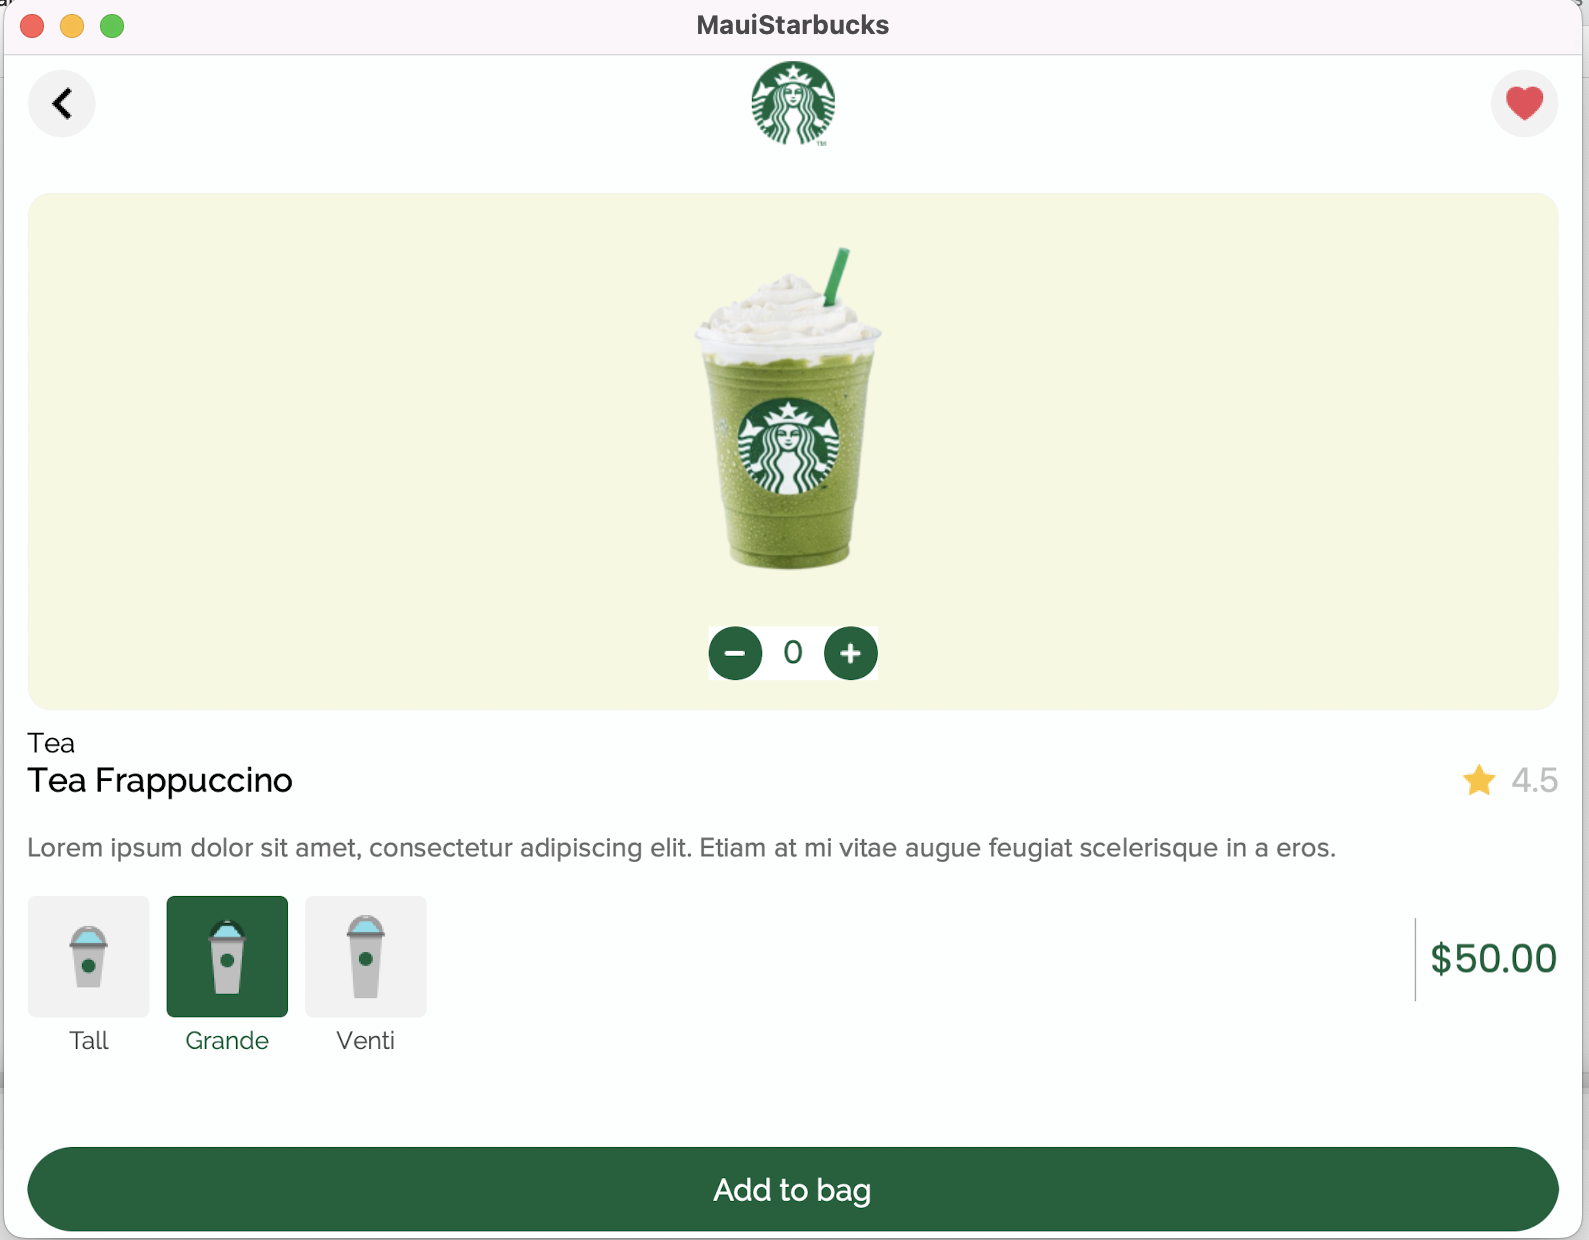 MauiStarbucks
TM
0
Tea
Tea Frappuccino
4.5
Lorem ipsum dolor sit amet, consectetur adipiscing elit. Etiam at mi vitae augue feugiat scelerisque in a eros.
$50.00
Tall
Grande
Venti
Add to bag